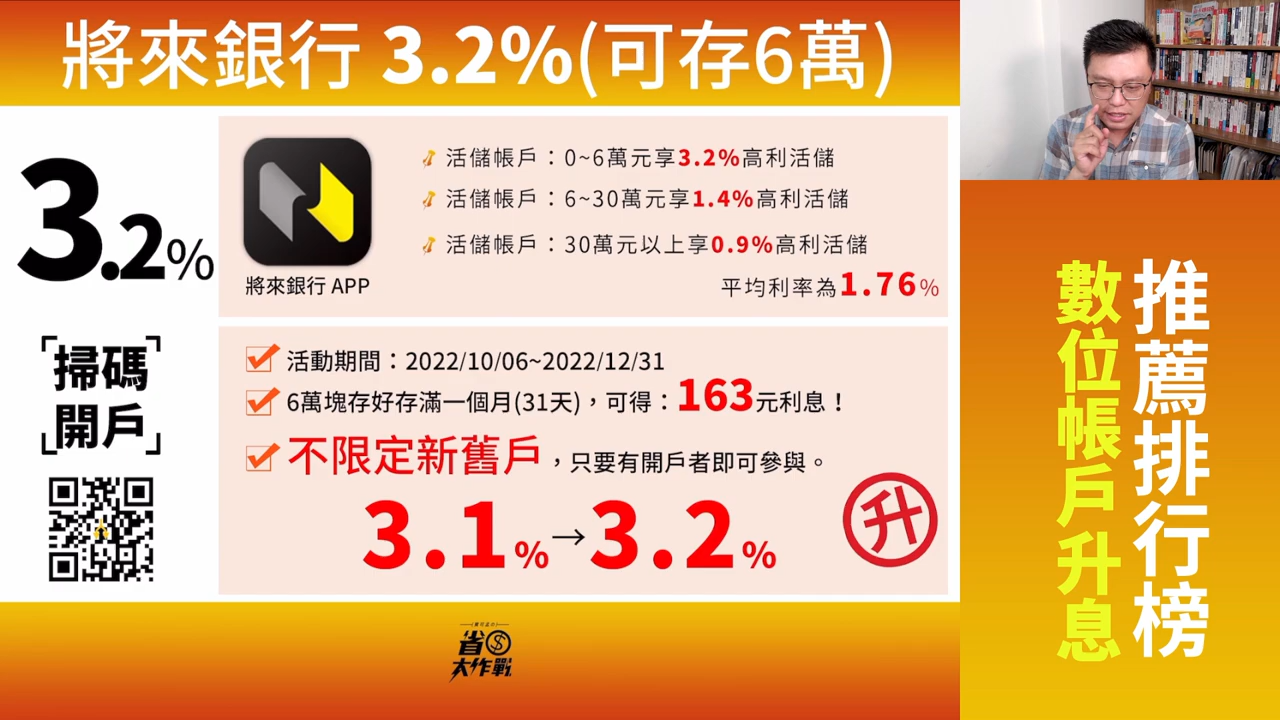 將來銀行 3.2%(可存6萬)
3.2%
將來銀行 APP
活儲帳戶：0~6萬元享3.2%高利活儲
活儲帳戶：6~30萬元享1.4%高利活儲
活儲帳戶：30萬元以上享0.9%高利活儲
平均利率為1.76%
掃碼
開戶
活動期間：2022/10/06~2022/12/31
6萬塊存好存滿一個月(31天)，可得：163元利息！
不限定新舊戶，只要有開戶者即可參與。
3.1%→3.2%
升
省
大作戰
推薦排行榜
數位帳戶升息